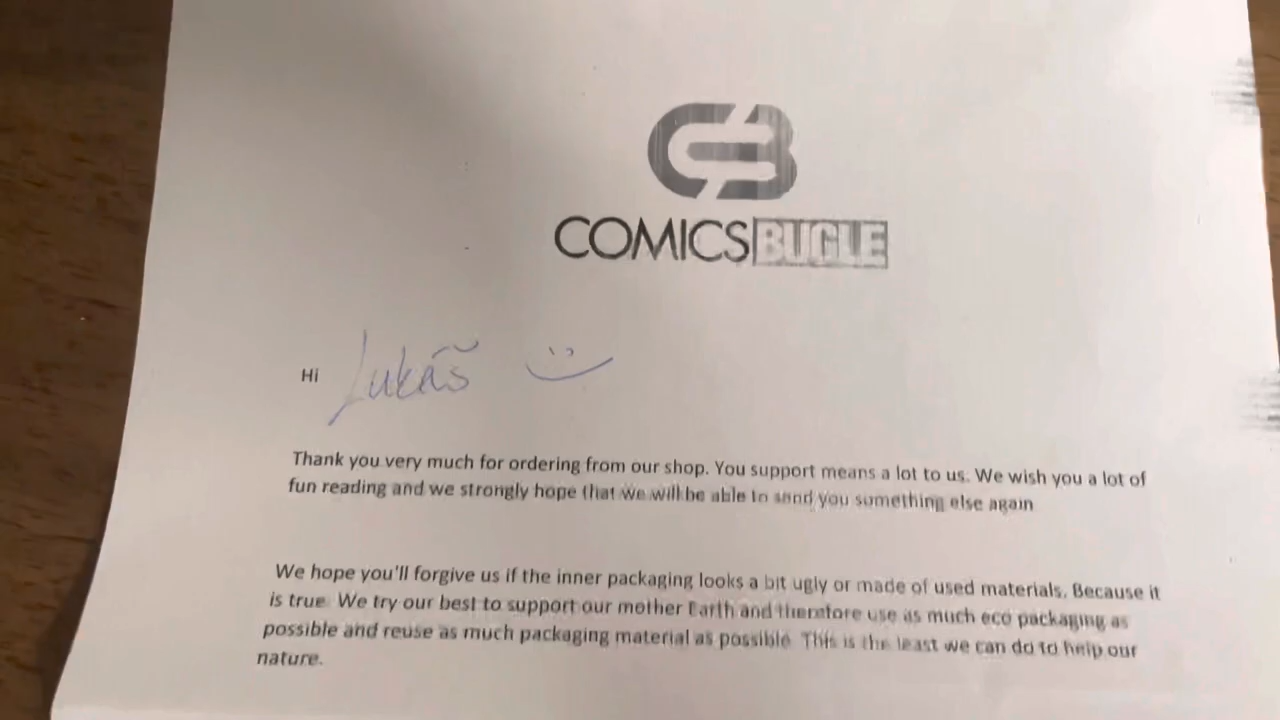 CB
COMICSBUGLE
Hi Lukáš
Thank you very much for ordering from our shop. You support means a lot to us. We wish you a lot of
fun reading and we strongly hope that we will be able to send you something else again
We hope you'll forgive us if the inner packaging looks a bit ugly or made of used materials. Because it
is true. We try our best to support our mother Earth and therefore use as much eco packaging as
possible and reuse as much packaging material as possible. This is the least we can do to help our
nature.